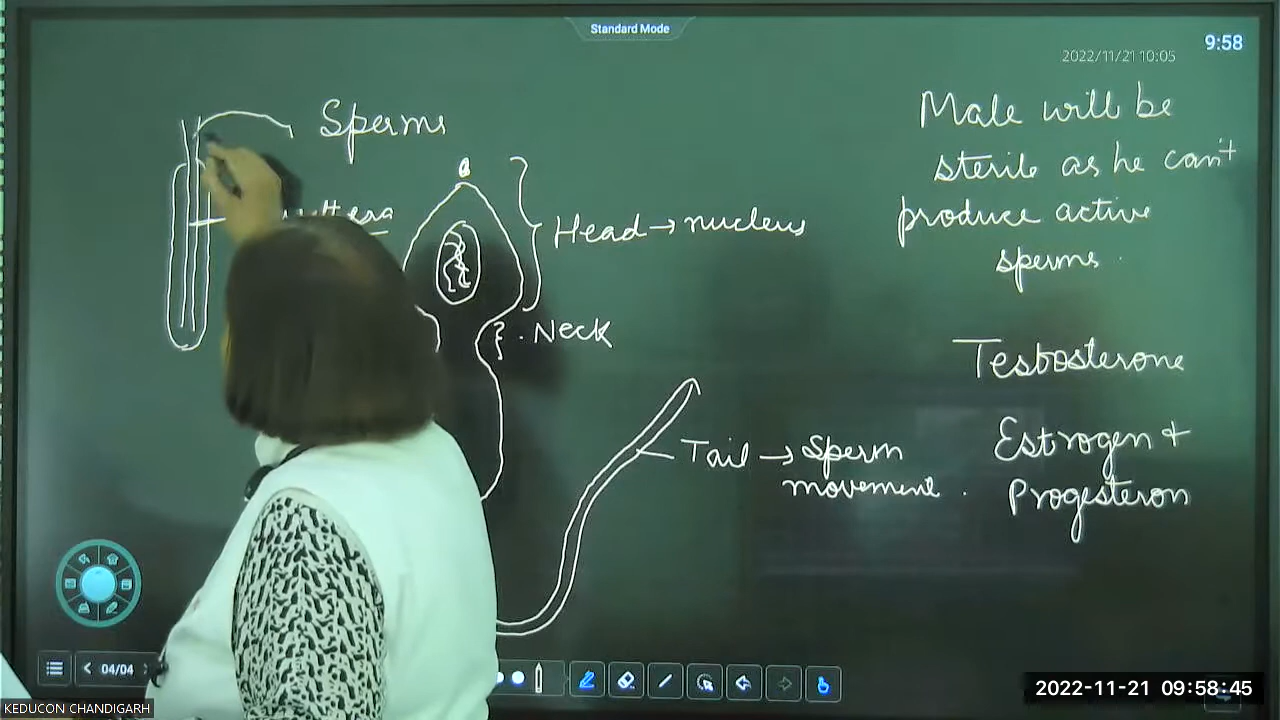 Standard Mode
9:58
2022/11/21 10:05
Sperms
Head → nucleus
Neck
Tail → Sperm
movement.
Male will be
sterile as he can't
produce active
sperms.
Testosterone
Estrogen +
Progesteron
04/04
KEDUCON CHANDIGARH
2022-11-21 09:58:45